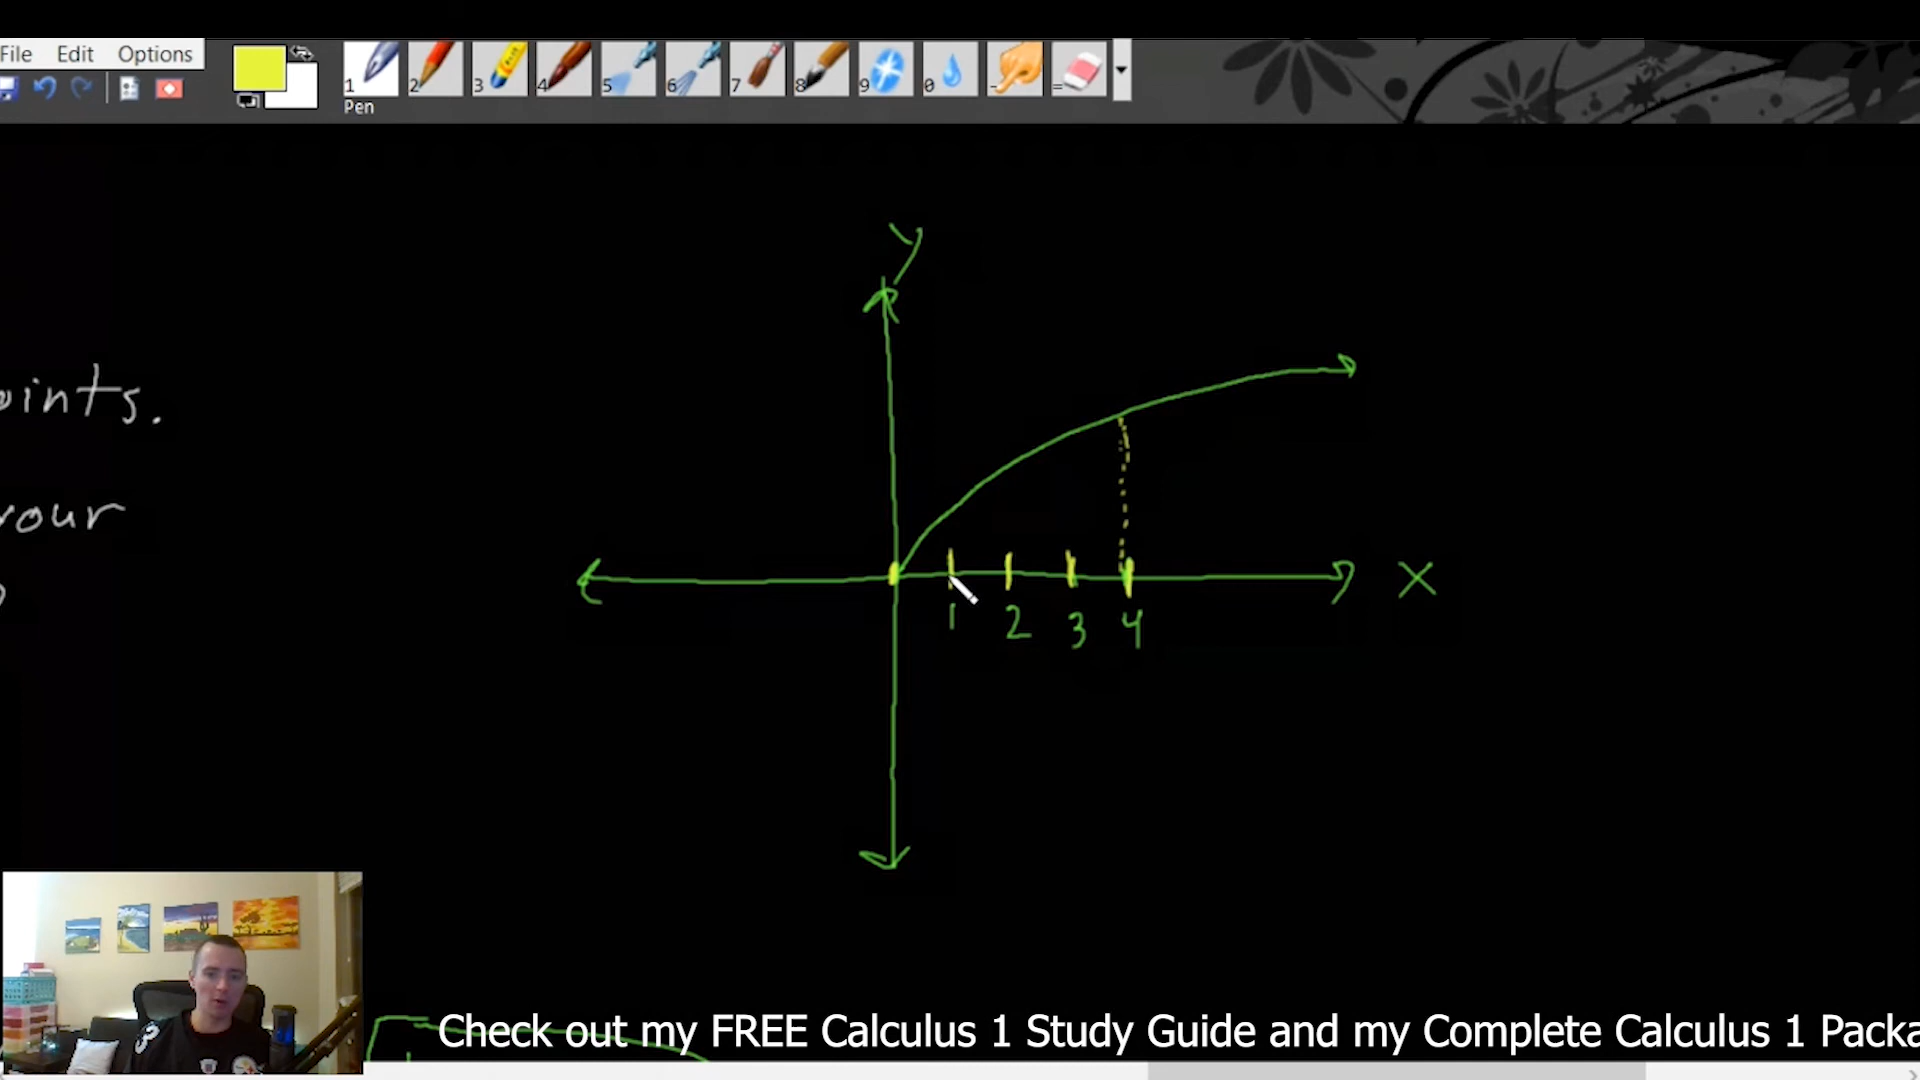 File Edit Options
1 2 3 4 5 6 7 8 9 0 - =
Pen
y
oints.
your
x
1 2 3 4
Check out my FREE Calculus 1 Study Guide and my Complete Calculus 1 Packa